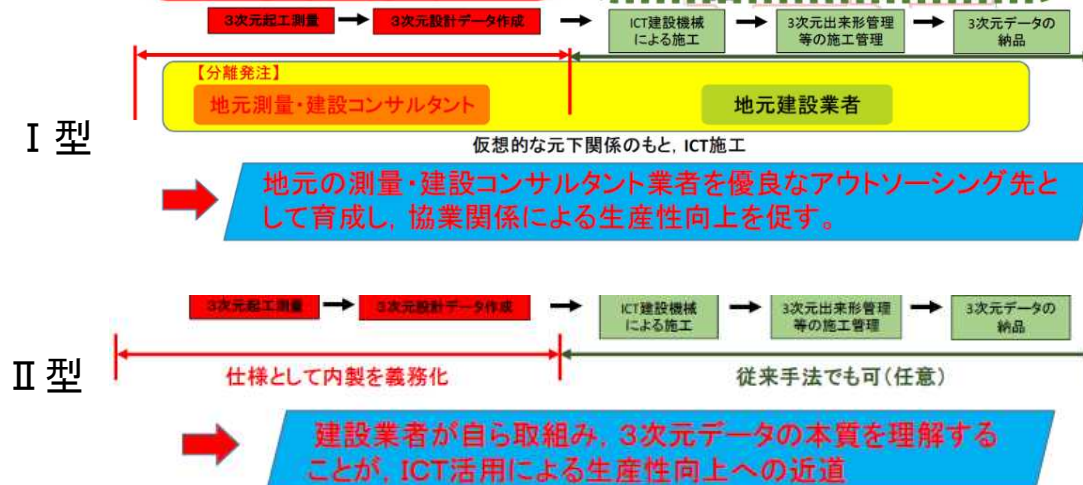 3次元起工測量
3次元設計データ作成
ICT建設機械
による施工
3次元出来形管理
等の施工管理
3次元データの
納品
【分離発注】
地元測量・建設コンサルタント
地元建設業者
Ⅰ型
仮想的な元下関係のもと，ICT施工
地元の測量・建設コンサルタント業者を優良なアウトソーシング先と
して育成し，協業関係による生産性向上を促す。
3次元起工測量
3次元設計データ作成
ICT建設機械
による施工
3次元出来形管理
等の施工管理
3次元データの
納品
Ⅱ型
仕様として内製を義務化
従来手法でも可（任意）
建設業者が自ら取組み，３次元データの本質を理解する
ことが，ICT活用による生産性向上への近道